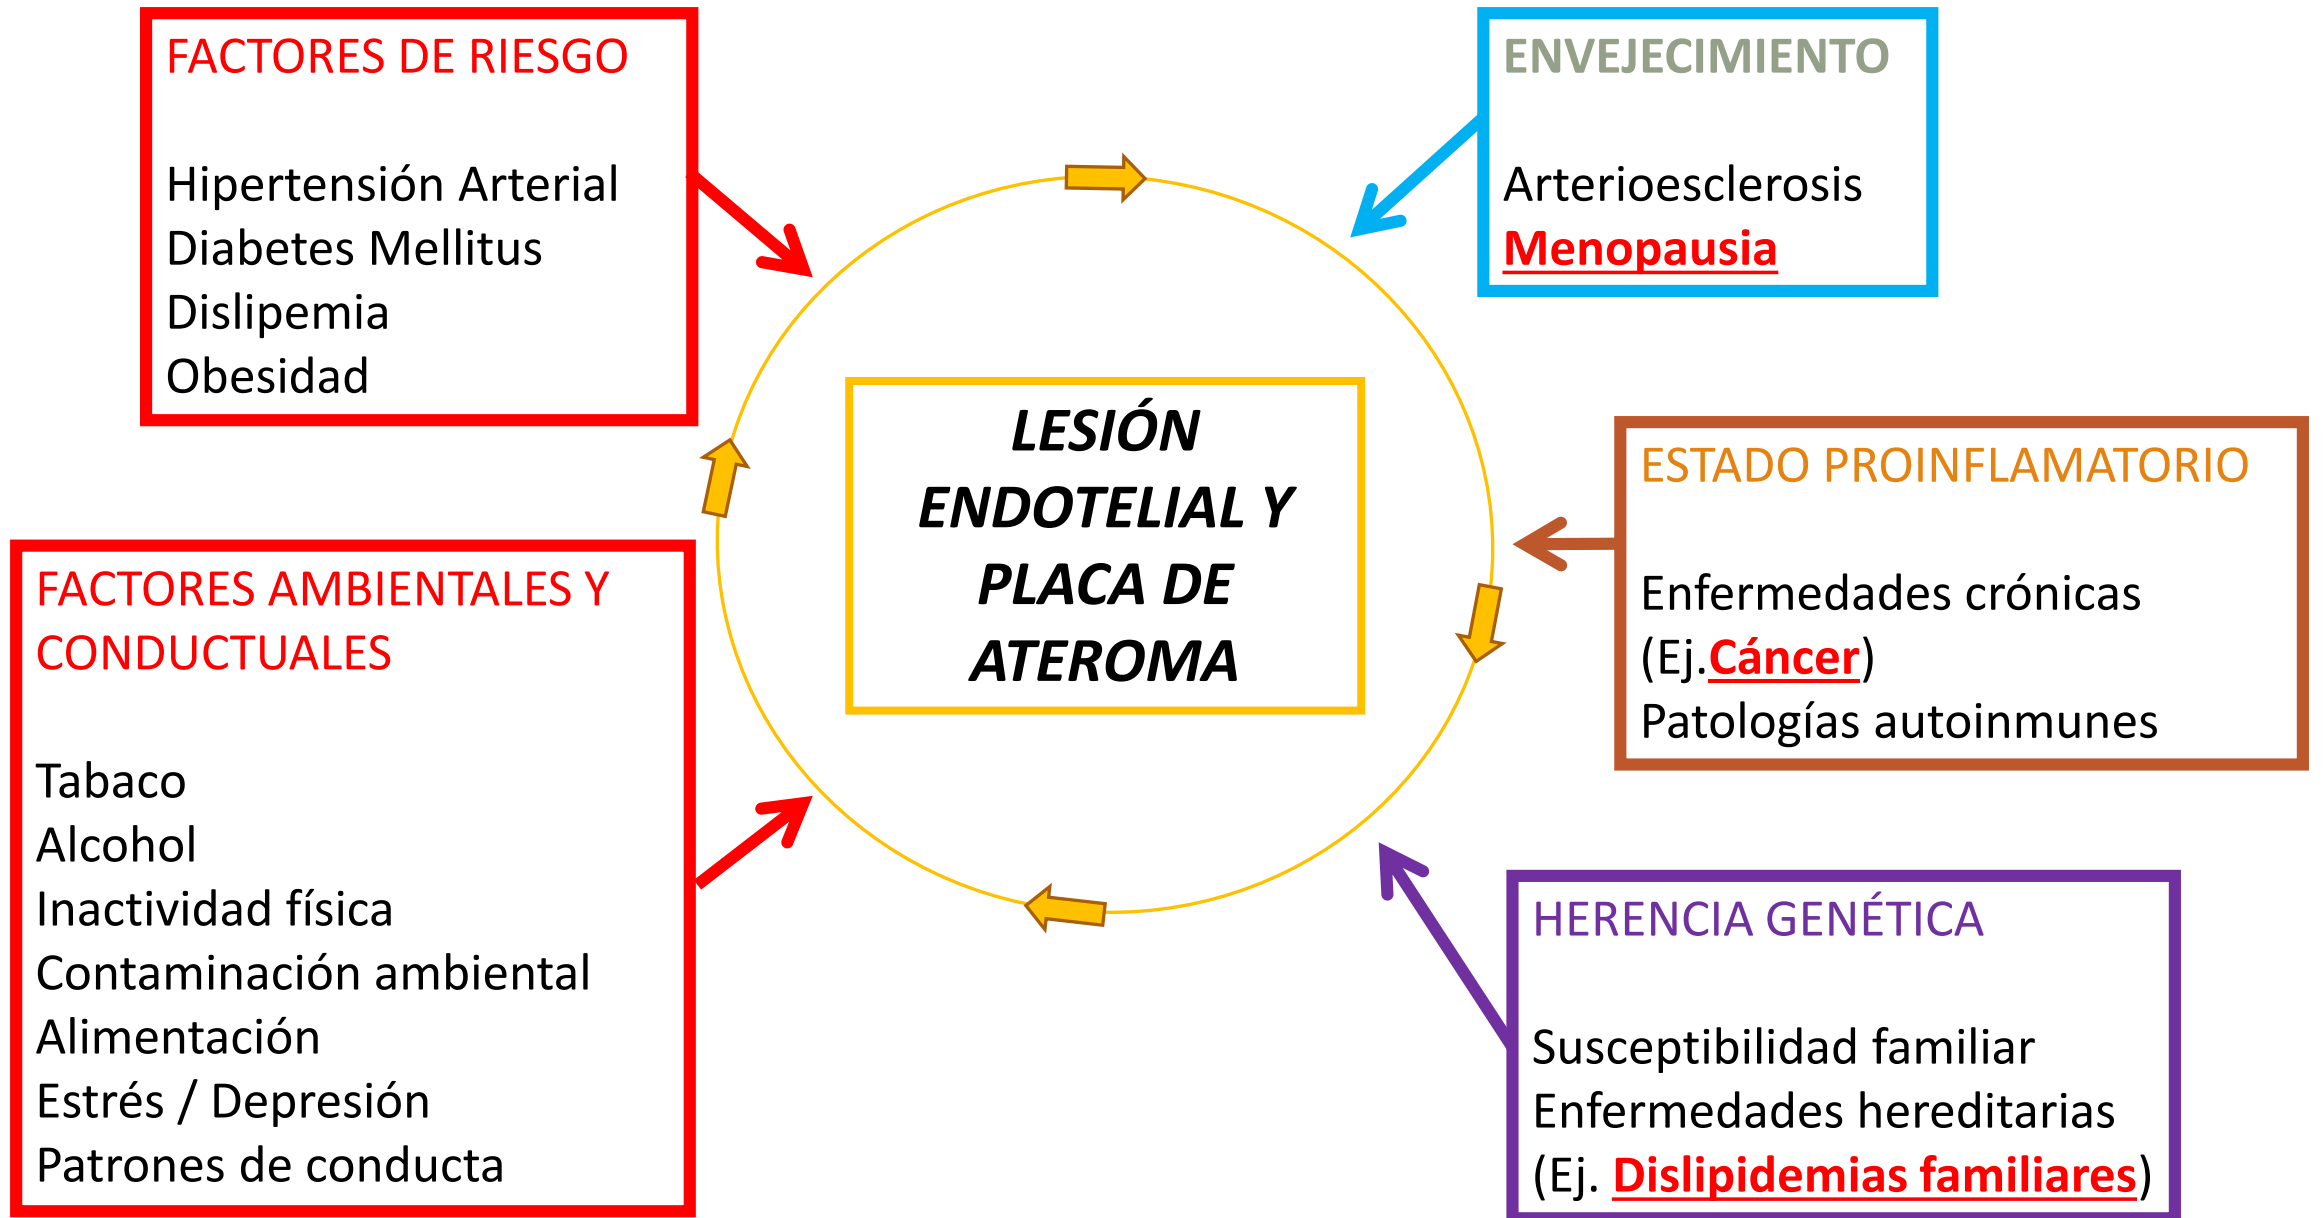 FACTORES DE RIESGO
Hipertensión Arterial
Diabetes Mellitus
Dislipemia
Obesidad
ENVEJECIMIENTO
Arterioesclerosis
Menopausia
LESIÓN
ENDOTELIAL Y
PLACA DE
ATEROMA
ESTADO PROINFLAMATORIO
Enfermedades crónicas
(Ej.Cáncer)
Patologías autoinmunes
FACTORES AMBIENTALES Y
CONDUCTUALES
Tabaco
Alcohol
Inactividad física
Contaminación ambiental
Alimentación
Estrés / Depresión
Patrones de conducta
HERENCIA GENÉTICA
Susceptibilidad familiar
Enfermedades hereditarias
(Ej. Dislipidemias familiares)